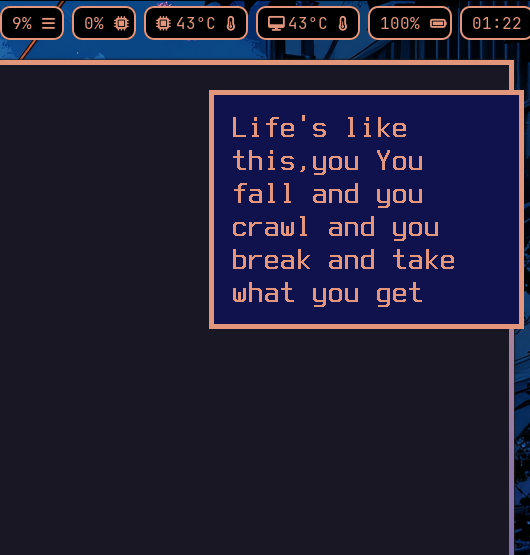 9% 0% 43°C 43°C 100% 01:22
Life's like
this,you You
fall and you
crawl and you
break and take
what you get